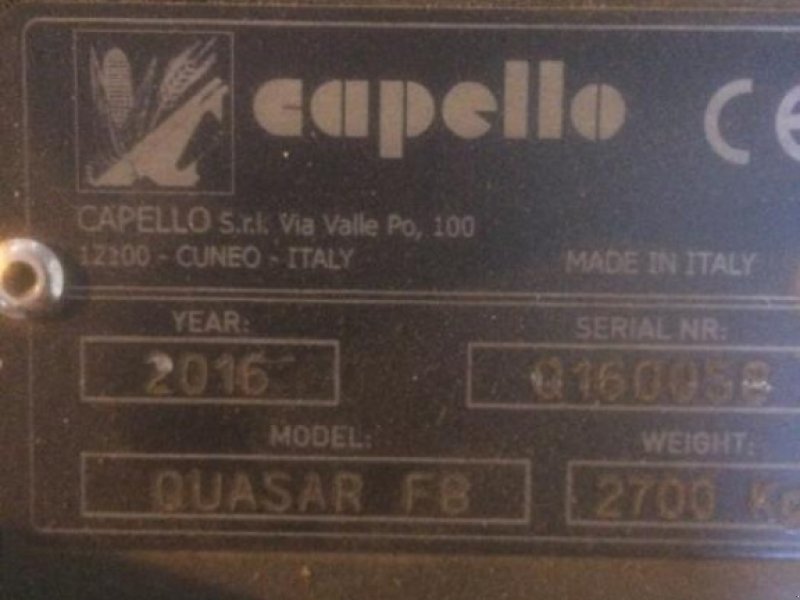 capello CE
CAPELLO S.r.l. Via Valle Po, 100
12100 - CUNEO - ITALY MADE IN ITALY
YEAR: SERIAL NR:
2016
MODEL: WEIGHT:
QUASAR F8 2700 Kg